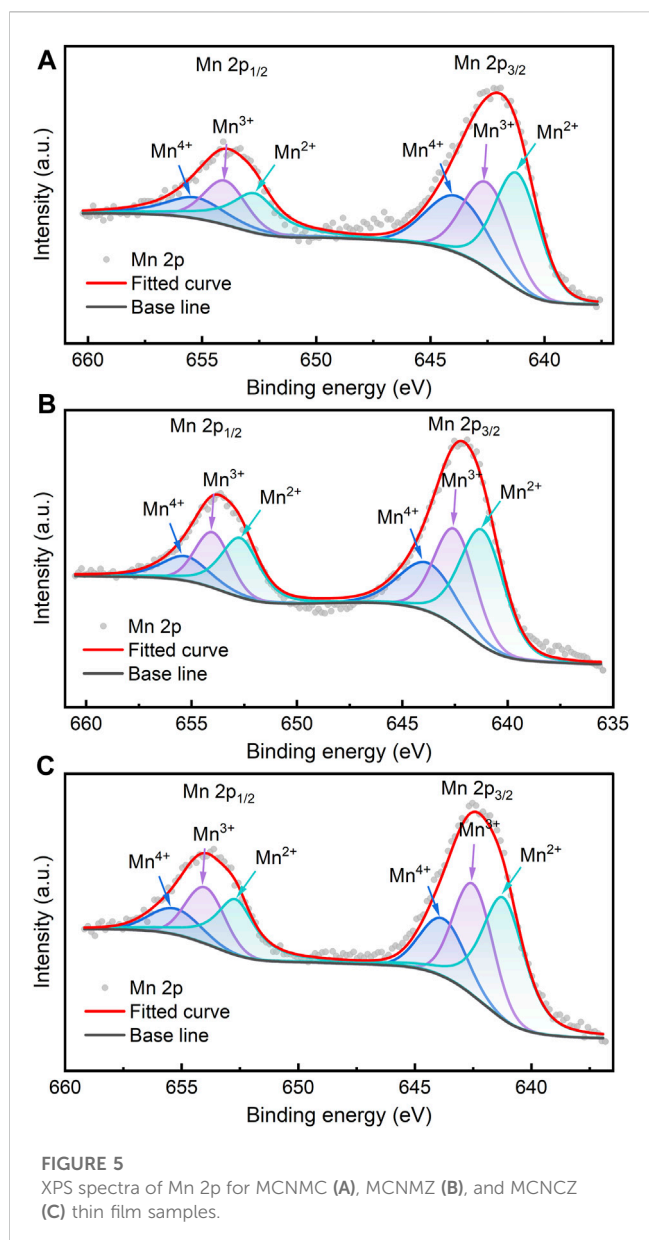 A
Mn 2p1/2
Mn 2p3/2
Mn4+
Mn3+
Mn2+
Mn4+
Mn3+
Mn2+
Intensity (a.u.)
Mn 2p
Fitted curve
Base line
660 655 650 645 640
Binding energy (eV)
B
Mn 2p1/2
Mn 2p3/2
Mn4+
Mn3+
Mn2+
Mn4+
Mn3+
Mn2+
Intensity (a.u.)
Mn 2p
Fitted curve
Base line
660 655 650 645 640 635
Binding energy (eV)
C
Mn 2p1/2
Mn 2p3/2
Mn4+
Mn3+
Mn2+
Mn4+
Mn3+
Mn2+
Intensity (a.u.)
Mn 2p
Fitted curve
Base line
660 655 650 645 640
Binding energy (eV)
FIGURE 5
XPS spectra of Mn 2p for MCNMC (A), MCNMZ (B), and MCNCZ
(C) thin film samples.